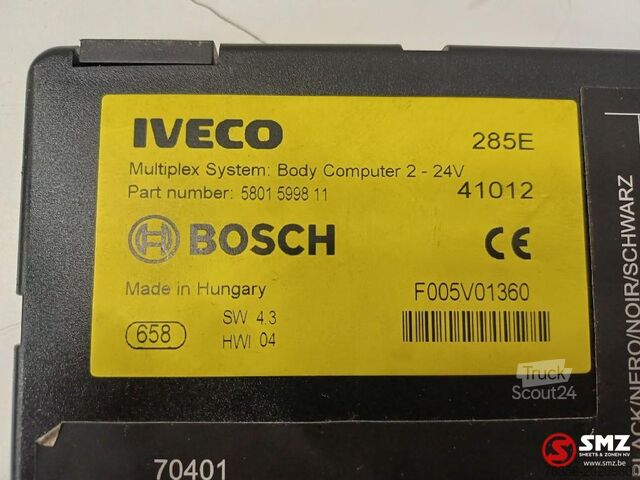 IVECO
285E
Multiplex System: Body Computer 2 - 24V
Part number: 5801 5998 11
41012
BOSCH
CE
Made in Hungary
F005V01360
658
SW 4.3
HWI 04
70401
BLACK/NERO/NOIR/SCHWARZ
Truck
Scout24
SMZ
SHEETS & ZONEN NV
www.smz.be